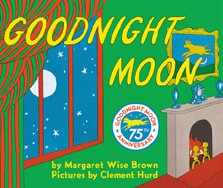 GOODNIGHT
MOON
GOODNIGHT MOON
75TH
ANNIVERSARY
by Margaret Wise Brown
Pictures by Clement Hurd